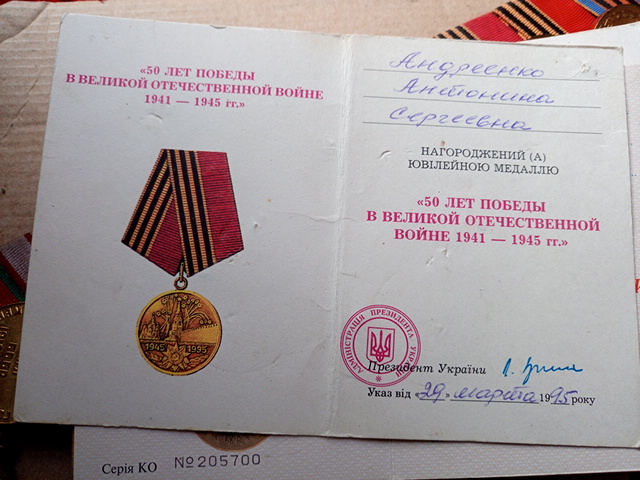 «50 ЛЕТ ПОБЕДЫ
В ВЕЛИКОЙ ОТЕЧЕСТВЕННОЙ ВОЙНЕ
1941 — 1945 гг.»
1945 1995
Андреенко
Антонина
Сергеевна
НАГОРОДЖЕНИЙ (А)
ЮВІЛЕЙНОЮ МЕДАЛЛЮ
«50 ЛЕТ ПОБЕДЫ
В ВЕЛИКОЙ ОТЕЧЕСТВЕННОЙ
ВОЙНЕ 1941 — 1945 гг.»
АДМІНІСТРАЦІЯ ПРЕЗИДЕНТА УКРАЇНИ
Президент України
Указ від «29» марта 1995 року
Серія КО №205700